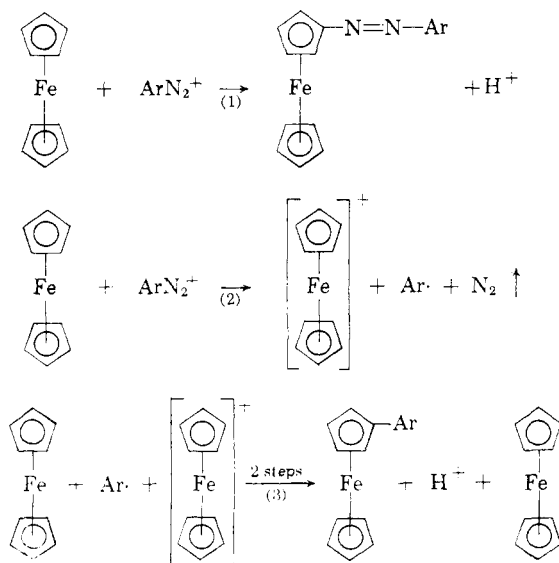 N=N-Ar
Fe + ArN₂⁺ → Fe + H⁺
(1)
+
Fe + ArN₂⁺ → Fe + Ar· + N₂ ↑
(2)
Ar
+
Fe + Ar· + Fe 2 steps → Fe + H⁺ + Fe
(3)